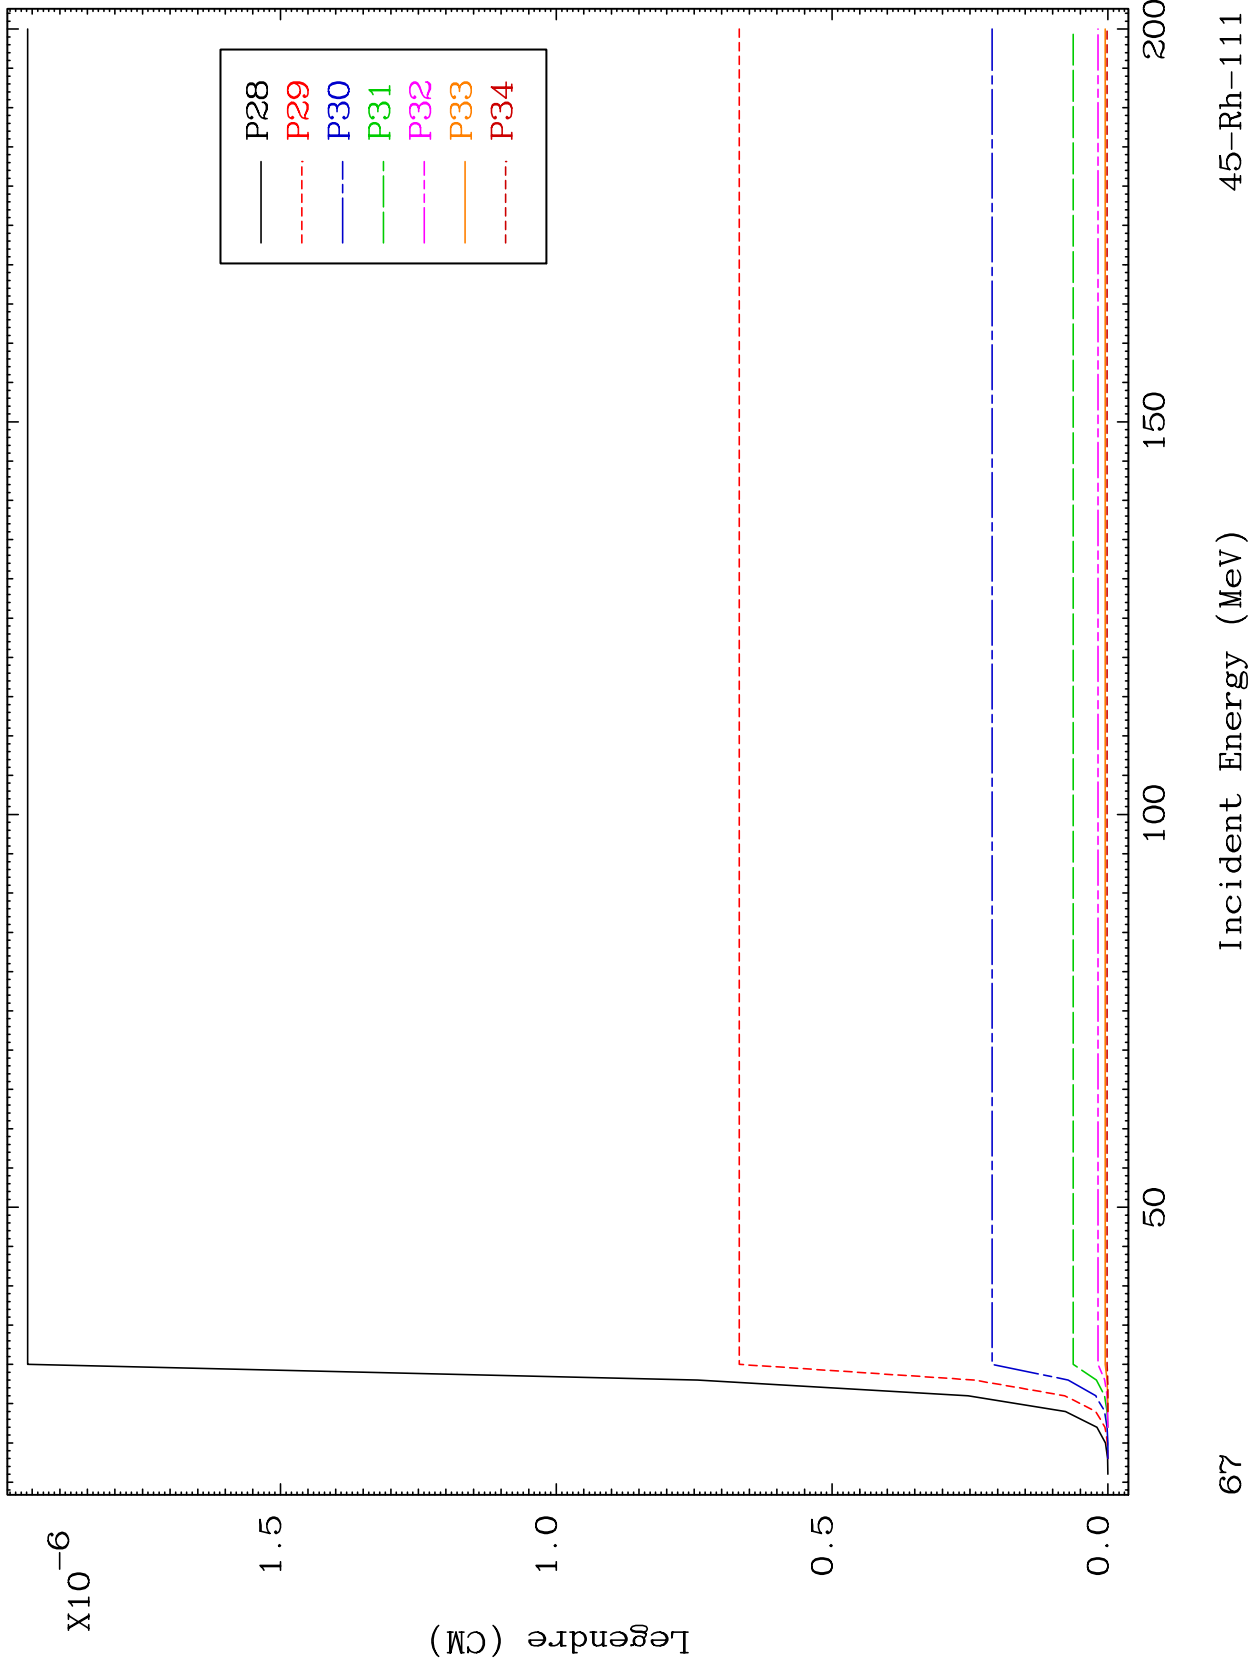 X10-6
Legendre (CM)
1.5
1.0
0.5
0.0
P28
P29
P30
P31
P32
P33
P34
50
100
150
200
67
Incident Energy (MeV)
45-Rh-111